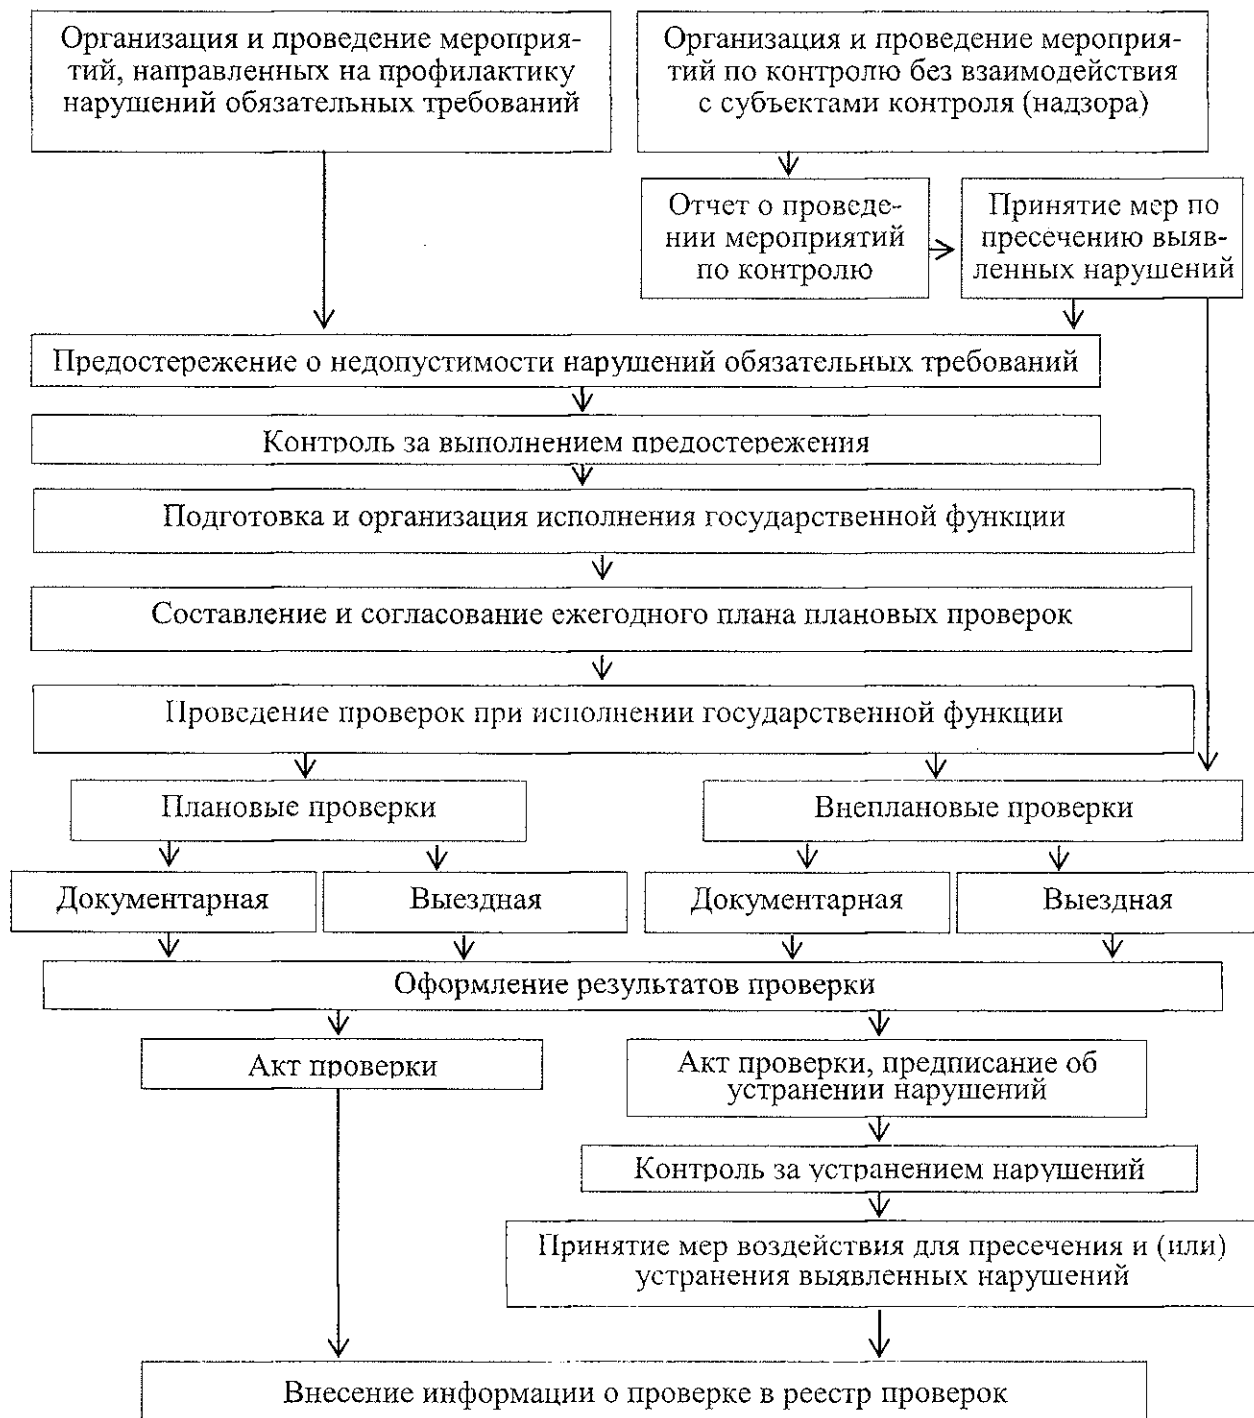 Организация и проведение мероприя-
тий, направленных на профилактику
нарушений обязательных требований
Организация и проведение мероприя-
тий по контролю без взаимодействия
с субъектами контроля (надзора)
Отчет о проведе-
нии мероприятий
по контролю
Принятие мер по
пресечению выяв-
ленных нарушений
Предостережение о недопустимости нарушений обязательных требований
Контроль за выполнением предостережения
Подготовка и организация исполнения государственной функции
Составление и согласование ежегодного плана плановых проверок
Проведение проверок при исполнении государственной функции
Плановые проверки
Внеплановые проверки
Документарная
Выездная
Документарная
Выездная
Оформление результатов проверки
Акт проверки
Акт проверки, предписание об
устранении нарушений
Контроль за устранением нарушений
Принятие мер воздействия для пресечения и (или)
устранения выявленных нарушений
Внесение информации о проверке в реестр проверок